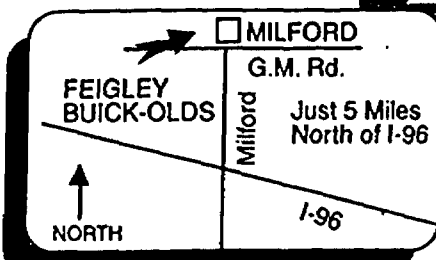 MILFORD
G.M. Rd.
FEIGLEY
BUICK-OLDS
Milford
Just 5 Miles
North of I-96
I-96
NORTH